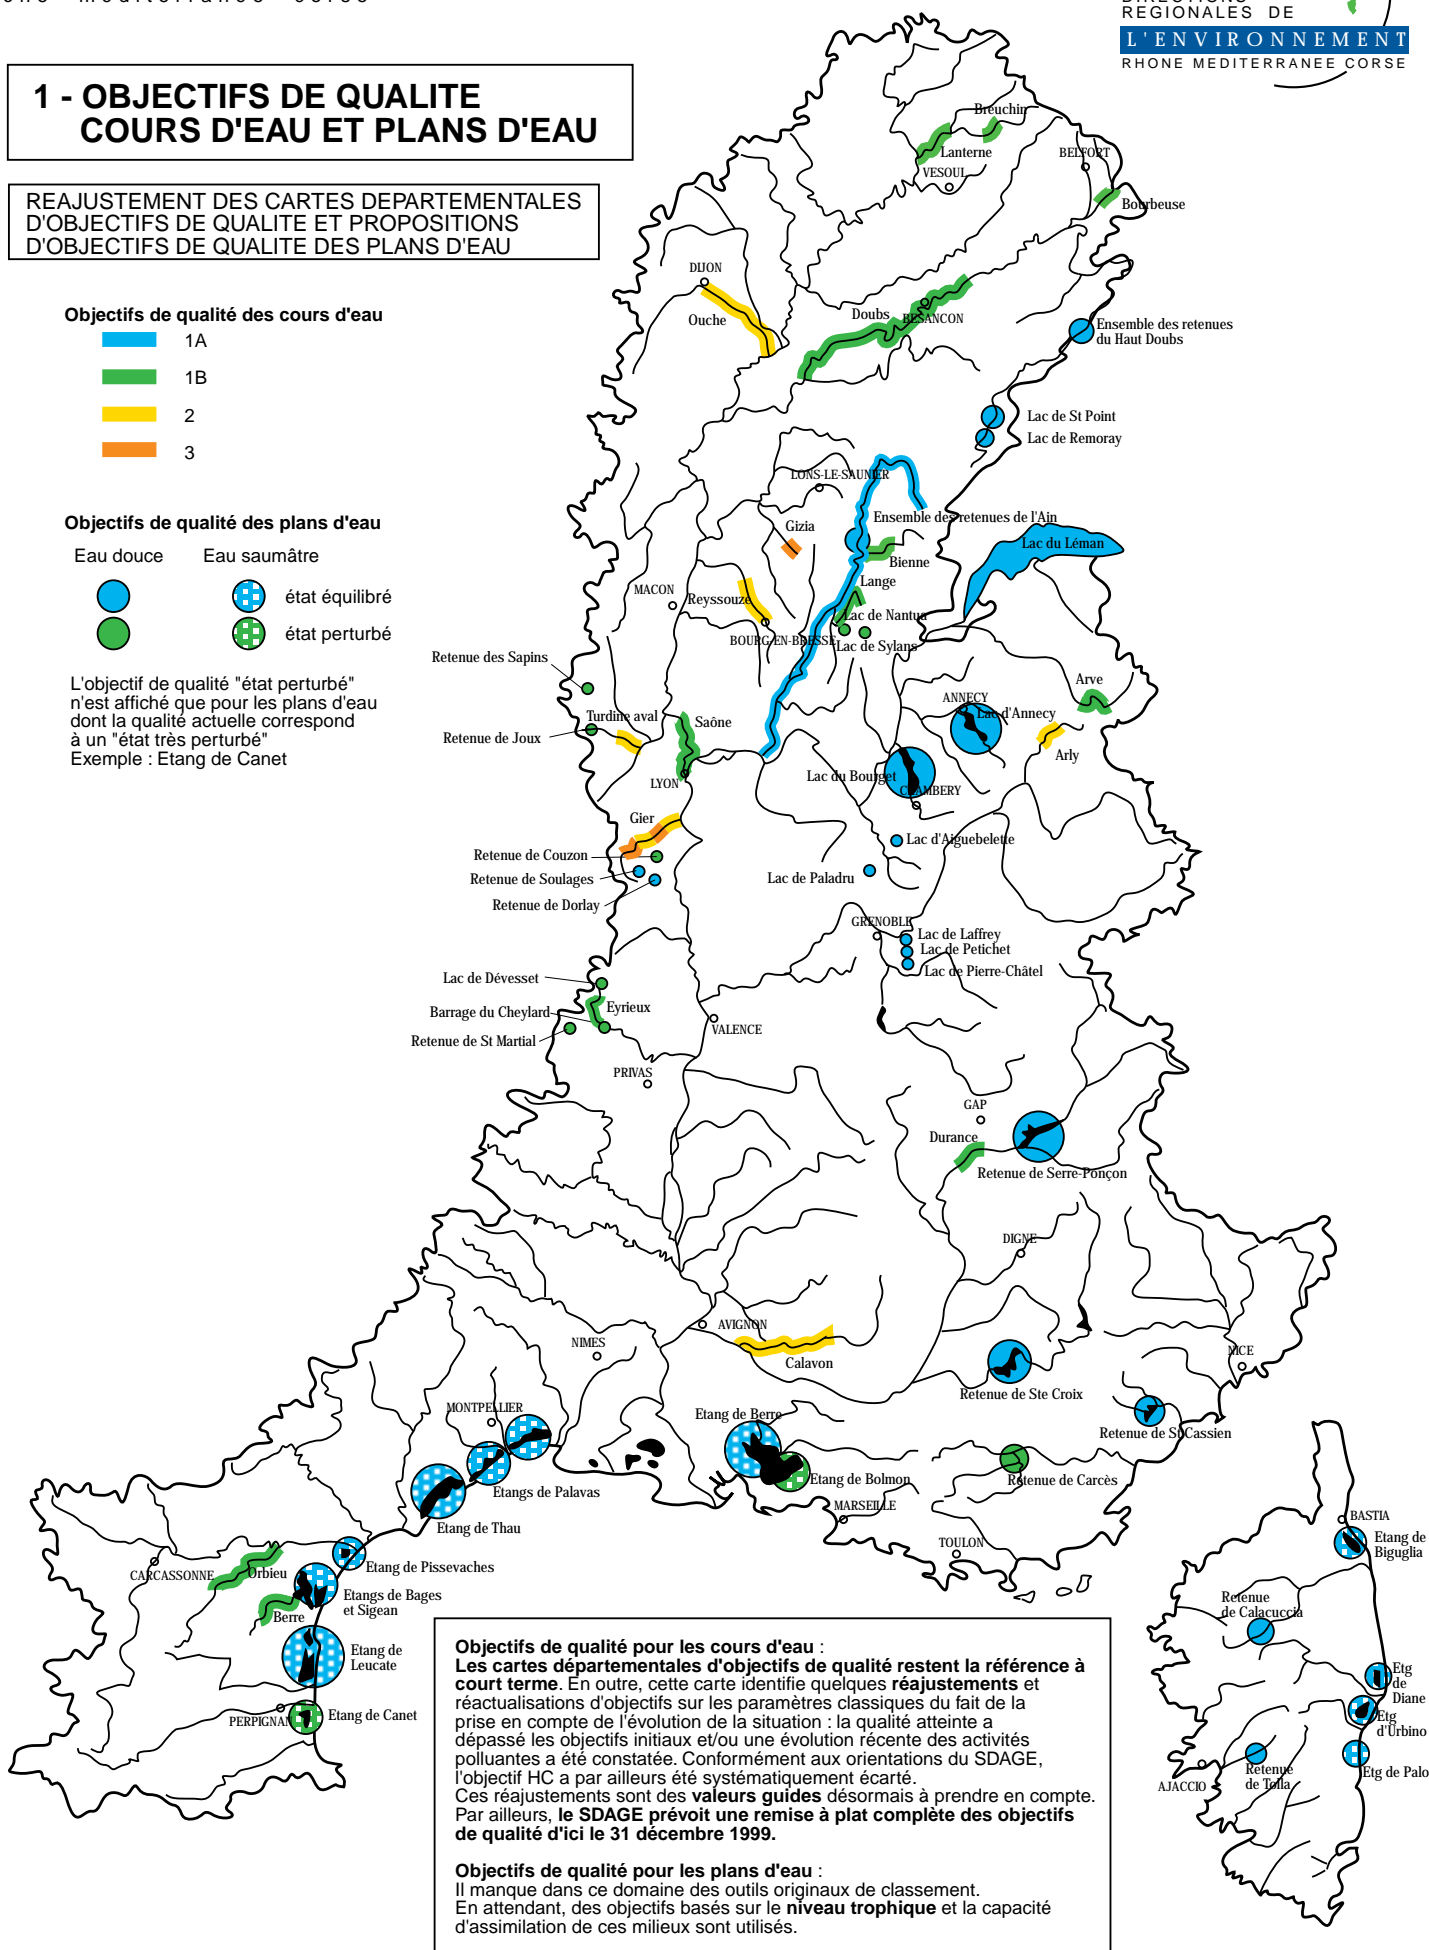 DIRECTIONS
REGIONALES DE
L'ENVIRONNEMENT
RHONE MEDITERRANEE CORSE
1 - OBJECTIFS DE QUALITE
COURS D'EAU ET PLANS D'EAU
REAJUSTEMENT DES CARTES DEPARTEMENTALES
D'OBJECTIFS DE QUALITE ET PROPOSITIONS
D'OBJECTIFS DE QUALITE DES PLANS D'EAU
Objectifs de qualité des cours d'eau
1A
1B
2
3
Objectifs de qualité des plans d'eau
Eau douce
Eau saumâtre
état équilibré
état perturbé
L'objectif de qualité "état perturbé"
n'est affiché que pour les plans d'eau
dont la qualité actuelle correspond
à un "état très perturbé"
Exemple : Etang de Canet
Breuchin
Lanterne
BELFORT
VESOUL
Bourbeuse
DIJON
Ouche
Doubs
BESANCON
Ensemble des retenues
du Haut Doubs
Lac de St Point
Lac de Remoray
LONS-LE-SAUNIER
Gizia
Ensemble des retenues de l'Ain
Bienne
Lac du Léman
Lange
MACON
Reyssouze
Lac de Nantua
BOURG-EN-BRESSE
Lac de Sylans
Retenue des Sapins
Arve
ANNECY
Lac d'Annecy
Turdine aval
Saône
Retenue de Joux
Arly
LYON
Lac du Bourget
CHAMBERY
Gier
Lac d'Aiguebelette
Retenue de Couzon
Retenue de Soulages
Lac de Paladru
Retenue de Dorlay
GRENOBLE
Lac de Laffrey
Lac de Petichet
Lac de Pierre-Châtel
Lac de Dévesset
Eyrieux
Barrage du Cheylard
VALENCE
Retenue de St Martial
PRIVAS
GAP
Durance
Retenue de Serre-Ponçon
DIGNE
AVIGNON
NIMES
Calavon
NICE
Retenue de Ste Croix
MONTPELLIER
Etang de Berre
Retenue de St Cassien
Etang de Bolmon
Retenue de Carcès
Etangs de Palavas
MARSEILLE
Etang de Thau
TOULON
BASTIA
Etang de
Biguglia
Etang de Pissevaches
CARCASSONNE
Orbieu
Etangs de Bages
et Sigean
Berre
Retenue
de Calacuccia
Etang de
Leucate
Etg
de
Diane
PERPIGNAN
Etang de Canet
Etg
d'Urbino
AJACCIO
Retenue
de Tolla
Etg de Palo
Objectifs de qualité pour les cours d'eau :
Les cartes départementales d'objectifs de qualité restent la référence à
court terme. En outre, cette carte identifie quelques réajustements et
réactualisations d'objectifs sur les paramètres classiques du fait de la
prise en compte de l'évolution de la situation : la qualité atteinte a
dépassé les objectifs initiaux et/ou une évolution récente des activités
polluantes a été constatée. Conformément aux orientations du SDAGE,
l'objectif HC a par ailleurs été systématiquement écarté.
Ces réajustements sont des valeurs guides désormais à prendre en compte.
Par ailleurs, le SDAGE prévoit une remise à plat complète des objectifs
de qualité d'ici le 31 décembre 1999.
Objectifs de qualité pour les plans d'eau :
Il manque dans ce domaine des outils originaux de classement.
En attendant, des objectifs basés sur le niveau trophique et la capacité
d'assimilation de ces milieux sont utilisés.